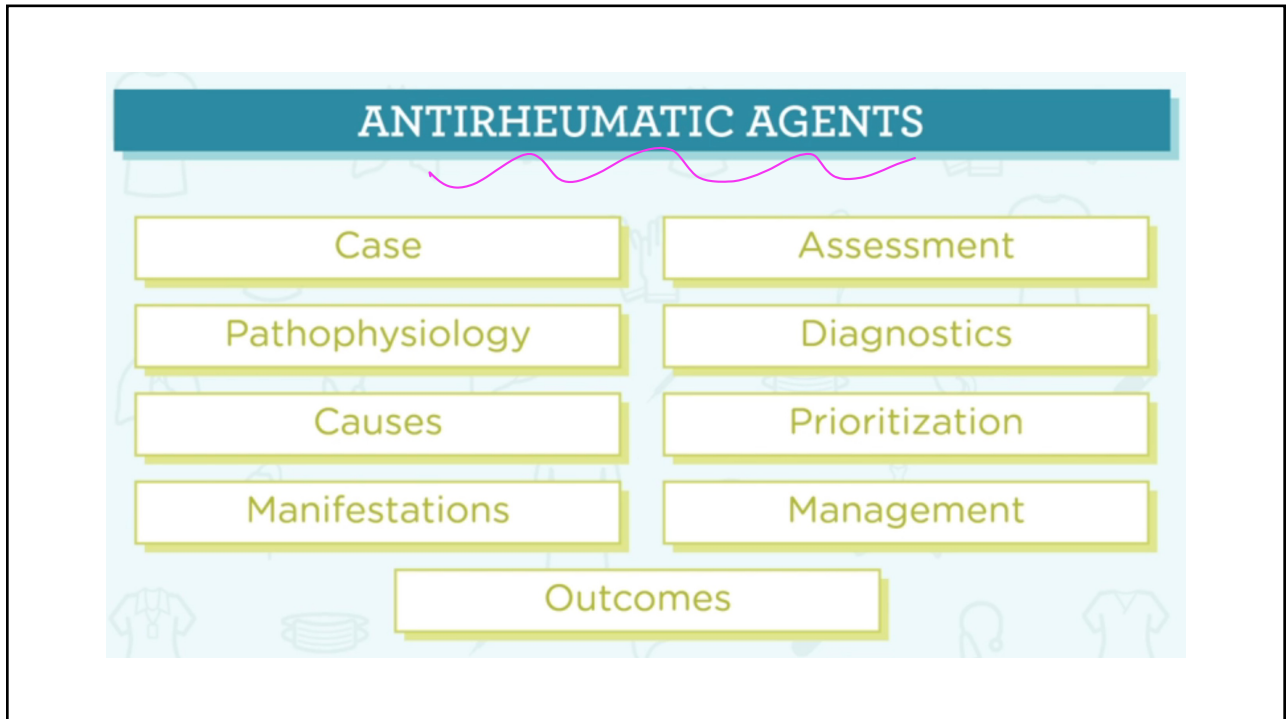 ANTIRHEUMATIC AGENTS
Case
Assessment
Pathophysiology
Diagnostics
Causes
Prioritization
Manifestations
Management
Outcomes